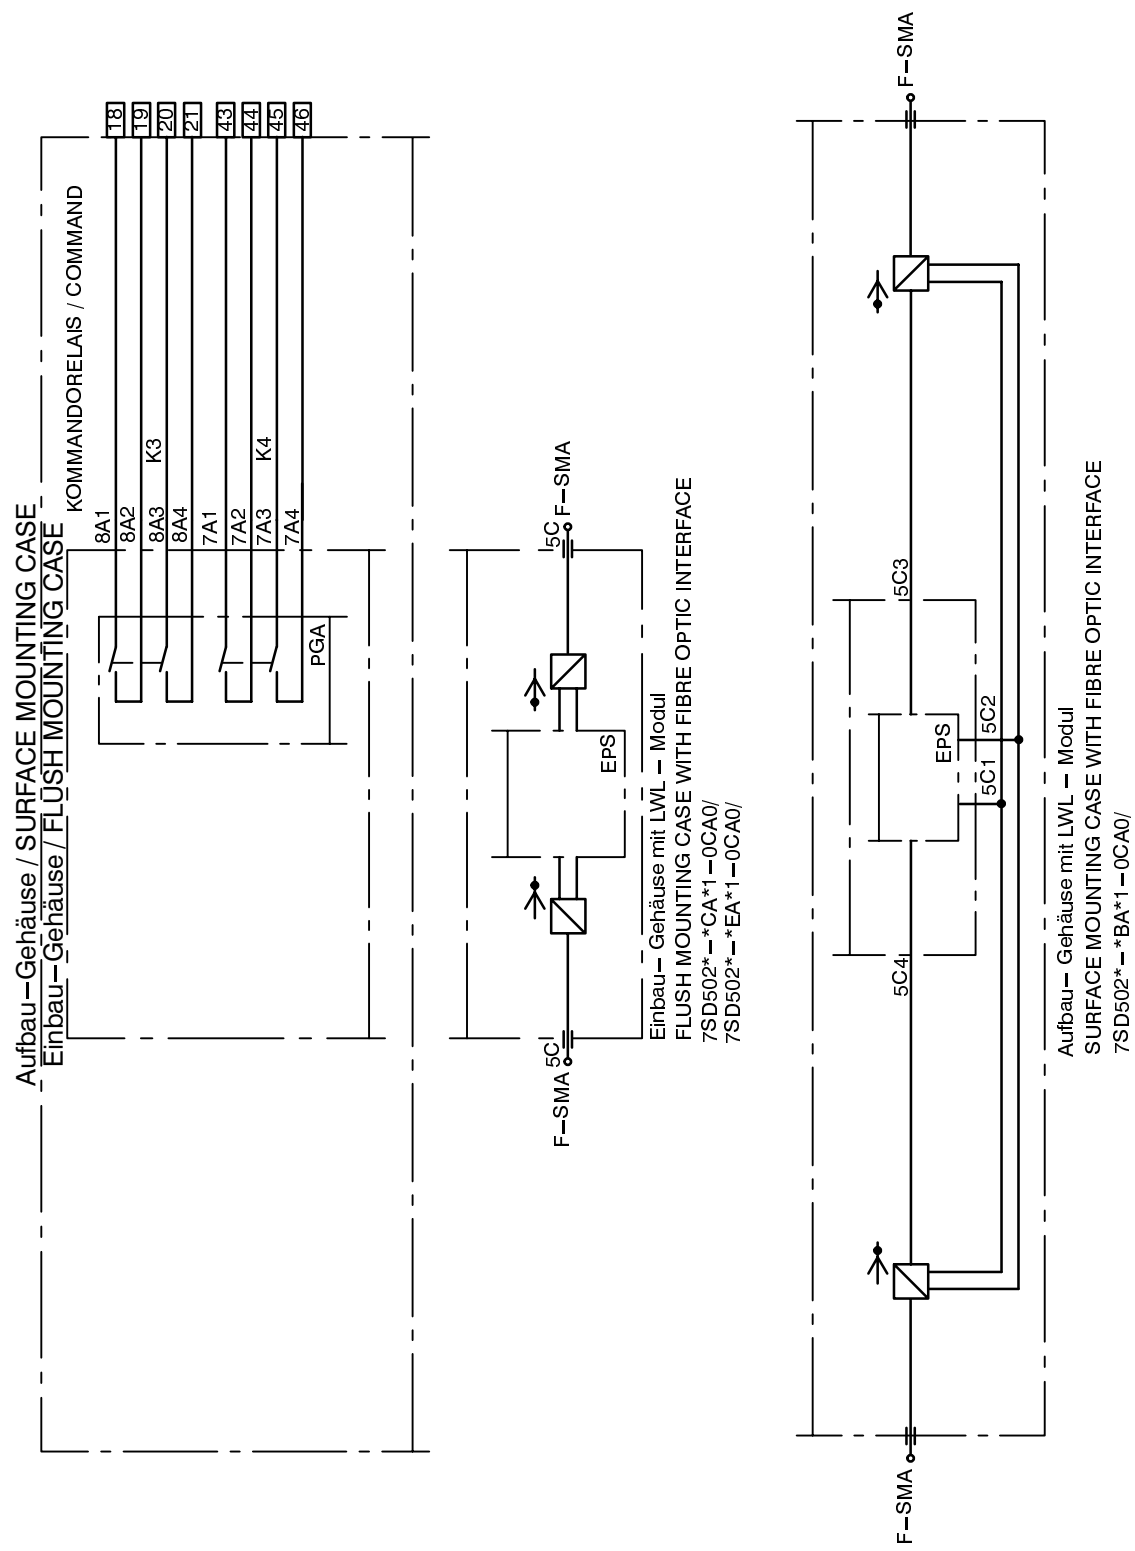 Aufbau–Gehäuse / SURFACE MOUNTING CASE
Einbau–Gehäuse / FLUSH MOUNTING CASE
KOMMANDORELAIS / COMMAND
18
19
20
21
43
44
45
46
8A1
8A2
8A3
8A4
7A1
7A2
7A3
7A4
K3
K4
PGA
F–SMA
5C
EPS
5C
F–SMA
Einbau– Gehäuse mit LWL – Modul
FLUSH MOUNTING CASE WITH FIBRE OPTIC INTERFACE
7SD502*–*CA*1–0CA0/
7SD502*–*EA*1–0CA0/
F–SMA
5C4
EPS
5C3
5C1
5C2
F–SMA
Aufbau– Gehäuse mit LWL – Modul
SURFACE MOUNTING CASE WITH FIBRE OPTIC INTERFACE
7SD502*–*BA*1–0CA0/